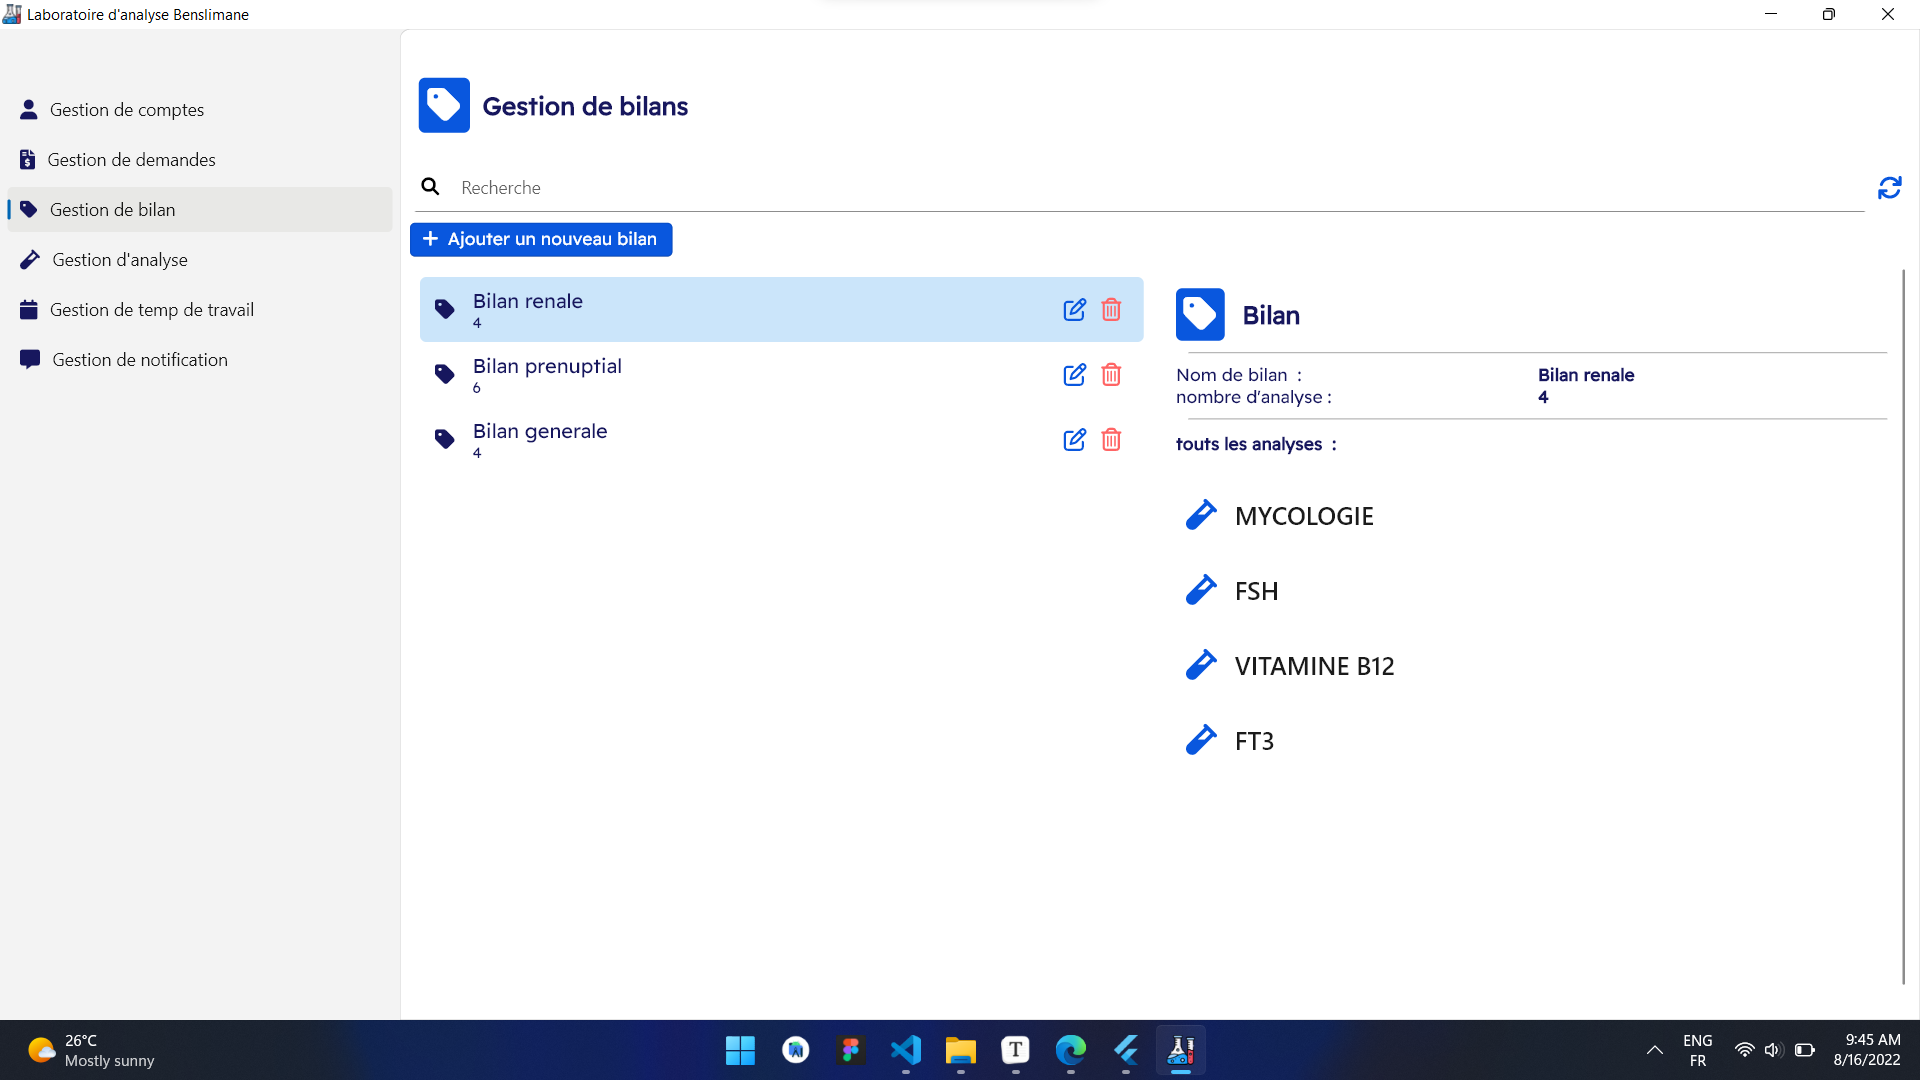 Laboratoire d'analyse Benslimane
Gestion de comptes
Gestion de demandes
Gestion de bilan
Gestion d'analyse
Gestion de temp de travail
Gestion de notification
Gestion de bilans
Recherche
+ Ajouter un nouveau bilan
Bilan renale
4
Bilan prenuptial
6
Bilan generale
4
Bilan
Nom de bilan : Bilan renale
nombre d'analyse : 4
touts les analyses :
MYCOLOGIE
FSH
VITAMINE B12
FT3
26°C
Mostly sunny
T
ENG
FR
9:45 AM
8/16/2022